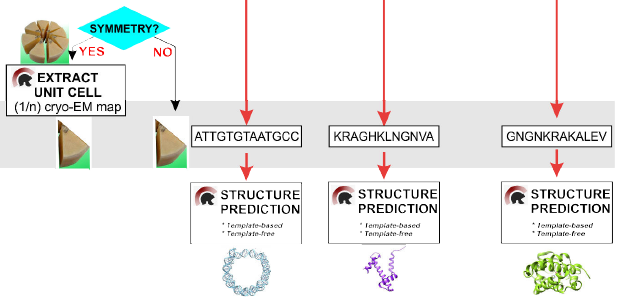 SYMMETRY?
YES
NO
EXTRACT
UNIT CELL
(1/n) cryo-EM map
ATTGTGTAATGCC
KRAGHKLNGNVA
GNGNKRAKALEV
STRUCTURE
PREDICTION
* Template-based
* Template-free
STRUCTURE
PREDICTION
* Template-based
* Template-free
STRUCTURE
PREDICTION
* Template-based
* Template-free